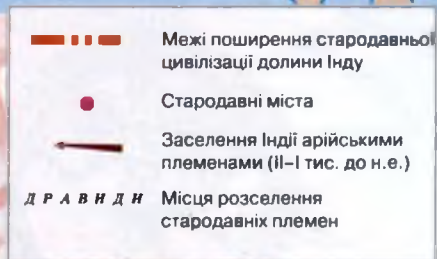 Межі поширення стародавньої
цивілізації долини Інду
Стародавні міста
Заселення Індії арійськими
племенами (ІІ–І тис. до н.е.)
ДРАВИДИ Місця розселення
стародавніх племен